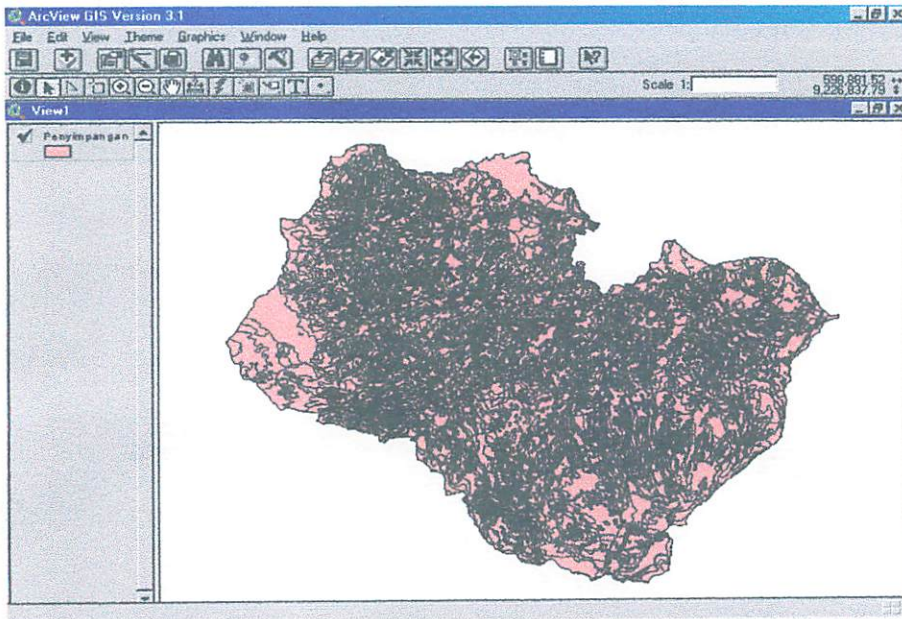 ArcView GIS Version 3.1
File Edit View Theme Graphics Window Help
Scale 1:
598,861.52
9,226,837.79
View1
Penyimpangan